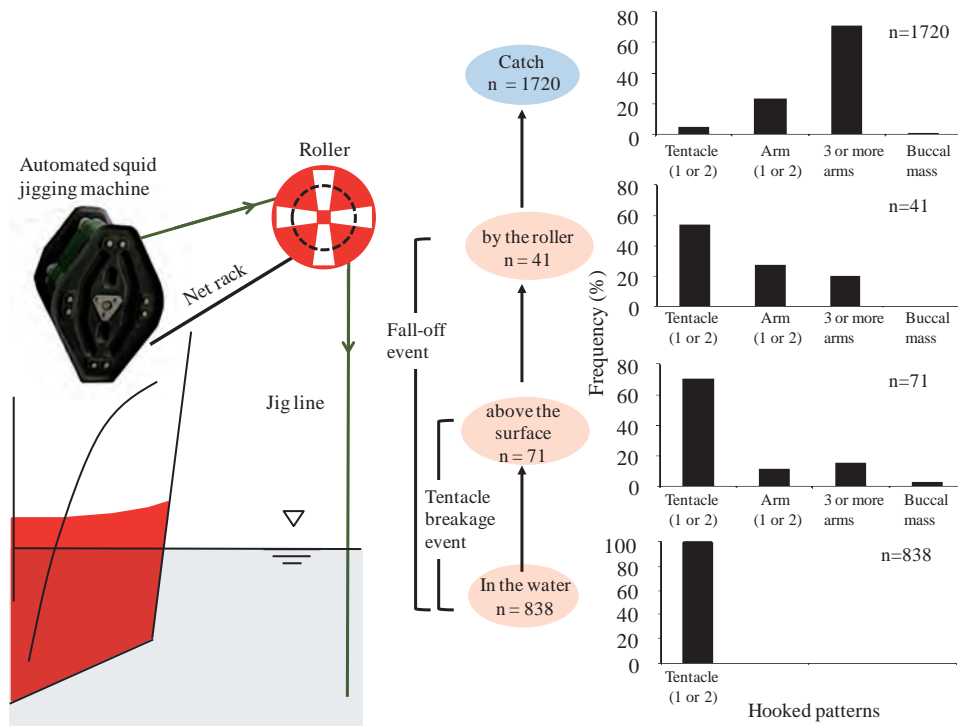 Automated squid
jigging machine
Roller
Net rack
Jig line
Fall-off
event
Tentacle
breakage
event
Catch
n = 1720
by the roller
n = 41
above the
surface
n = 71
In the water
n = 838
Frequency (%)
80
60
40
20
0
n=1720
Tentacle
(1 or 2)
Arm
(1 or 2)
3 or more
arms
Buccal
mass
80
60
40
20
0
n=41
Tentacle
(1 or 2)
Arm
(1 or 2)
3 or more
arms
Buccal
mass
80
60
40
20
0
n=71
Tentacle
(1 or 2)
Arm
(1 or 2)
3 or more
arms
Buccal
mass
100
80
60
40
20
0
n=838
Tentacle
(1 or 2)
Hooked patterns